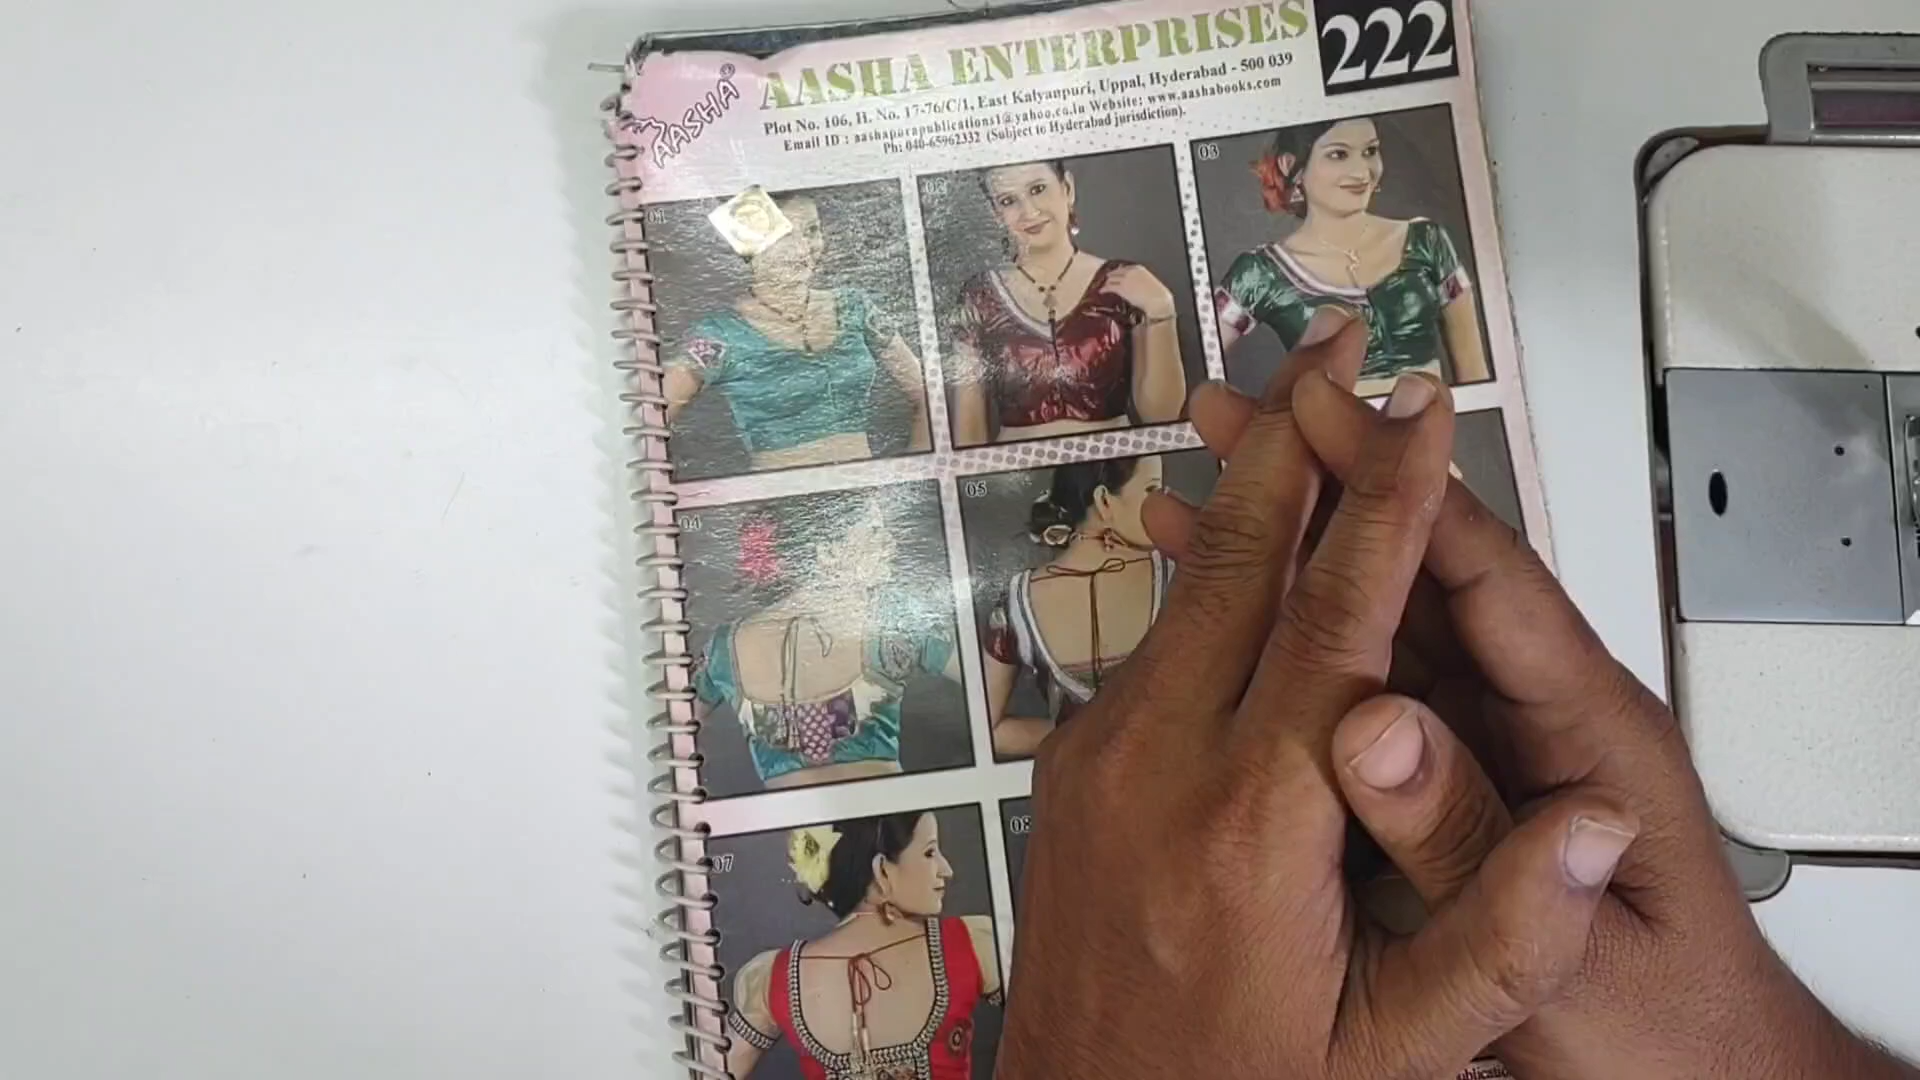 AASHA ENTERPRISES
222
AASHA®
Plot No. 106, H. No. 17-76/C/1, East Kalyanpuri, Uppal, Hyderabad - 500 039
Email ID : aashapurapublications1@yahoo.co.in Website: www.aashabooks.com
Ph: 040-65962332 (Subject to Hyderabad jurisdiction).
01
02
03
04
05
07
08